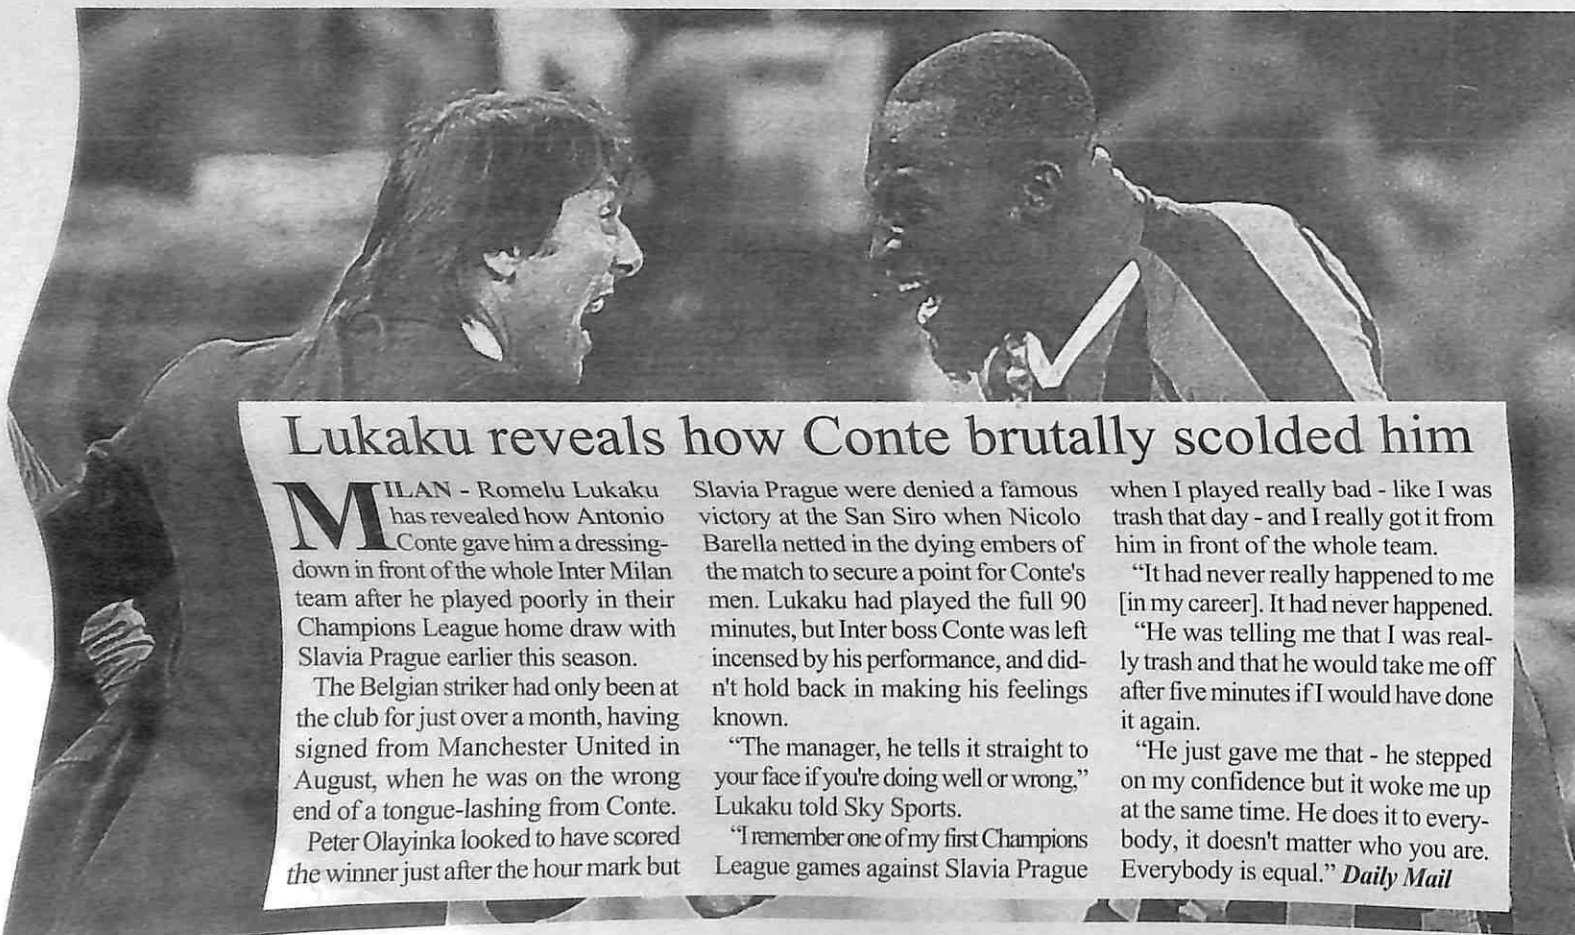 Lukaku reveals how Conte brutally scolded him
MILAN - Romelu Lukaku
has revealed how Antonio
Conte gave him a dressing-
down in front of the whole Inter Milan
team after he played poorly in their
Champions League home draw with
Slavia Prague earlier this season.
The Belgian striker had only been at
the club for just over a month, having
signed from Manchester United in
August, when he was on the wrong
end of a tongue-lashing from Conte.
Peter Olayinka looked to have scored
the winner just after the hour mark but
Slavia Prague were denied a famous
victory at the San Siro when Nicolo
Barella netted in the dying embers of
the match to secure a point for Conte's
men. Lukaku had played the full 90
minutes, but Inter boss Conte was left
incensed by his performance, and did-
n't hold back in making his feelings
known.
“The manager, he tells it straight to
your face if you're doing well or wrong,”
Lukaku told Sky Sports.
“I remember one of my first Champions
League games against Slavia Prague
when I played really bad - like I was
trash that day - and I really got it from
him in front of the whole team.
“It had never really happened to me
[in my career]. It had never happened.
“He was telling me that I was real-
ly trash and that he would take me off
after five minutes if I would have done
it again.
“He just gave me that - he stepped
on my confidence but it woke me up
at the same time. He does it to every-
body, it doesn't matter who you are.
Everybody is equal.” Daily Mail